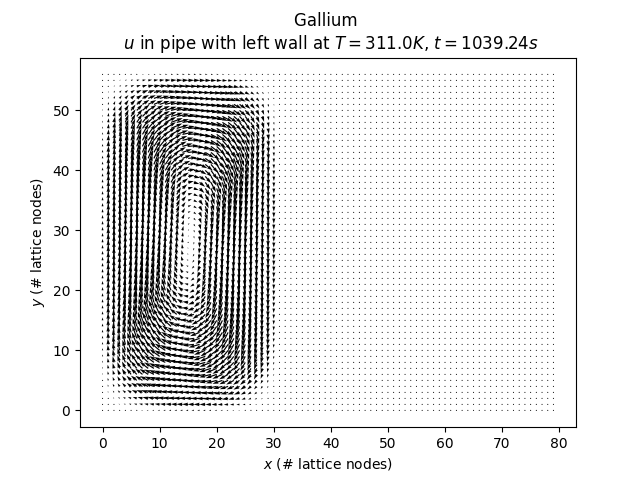 Gallium
u in pipe with left wall at T = 311.0K, t = 1039.24s
50
40
30
20
10
0
y (# lattice nodes)
0 10 20 30 40 50 60 70 80
x (# lattice nodes)